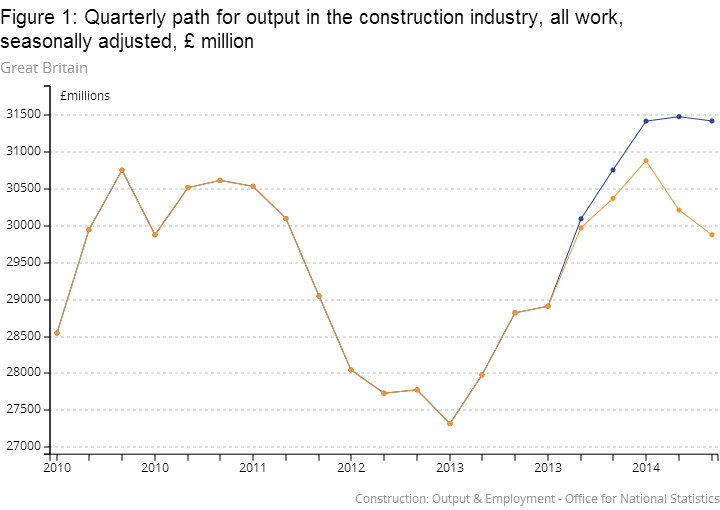 Figure 1: Quarterly path for output in the construction industry, all work,
seasonally adjusted, £ million
Great Britain
£millions
31500
31000
30500
30000
29500
29000
28500
28000
27500
27000
2010 2010 2011 2012 2013 2013 2014
Construction: Output & Employment - Office for National Statistics